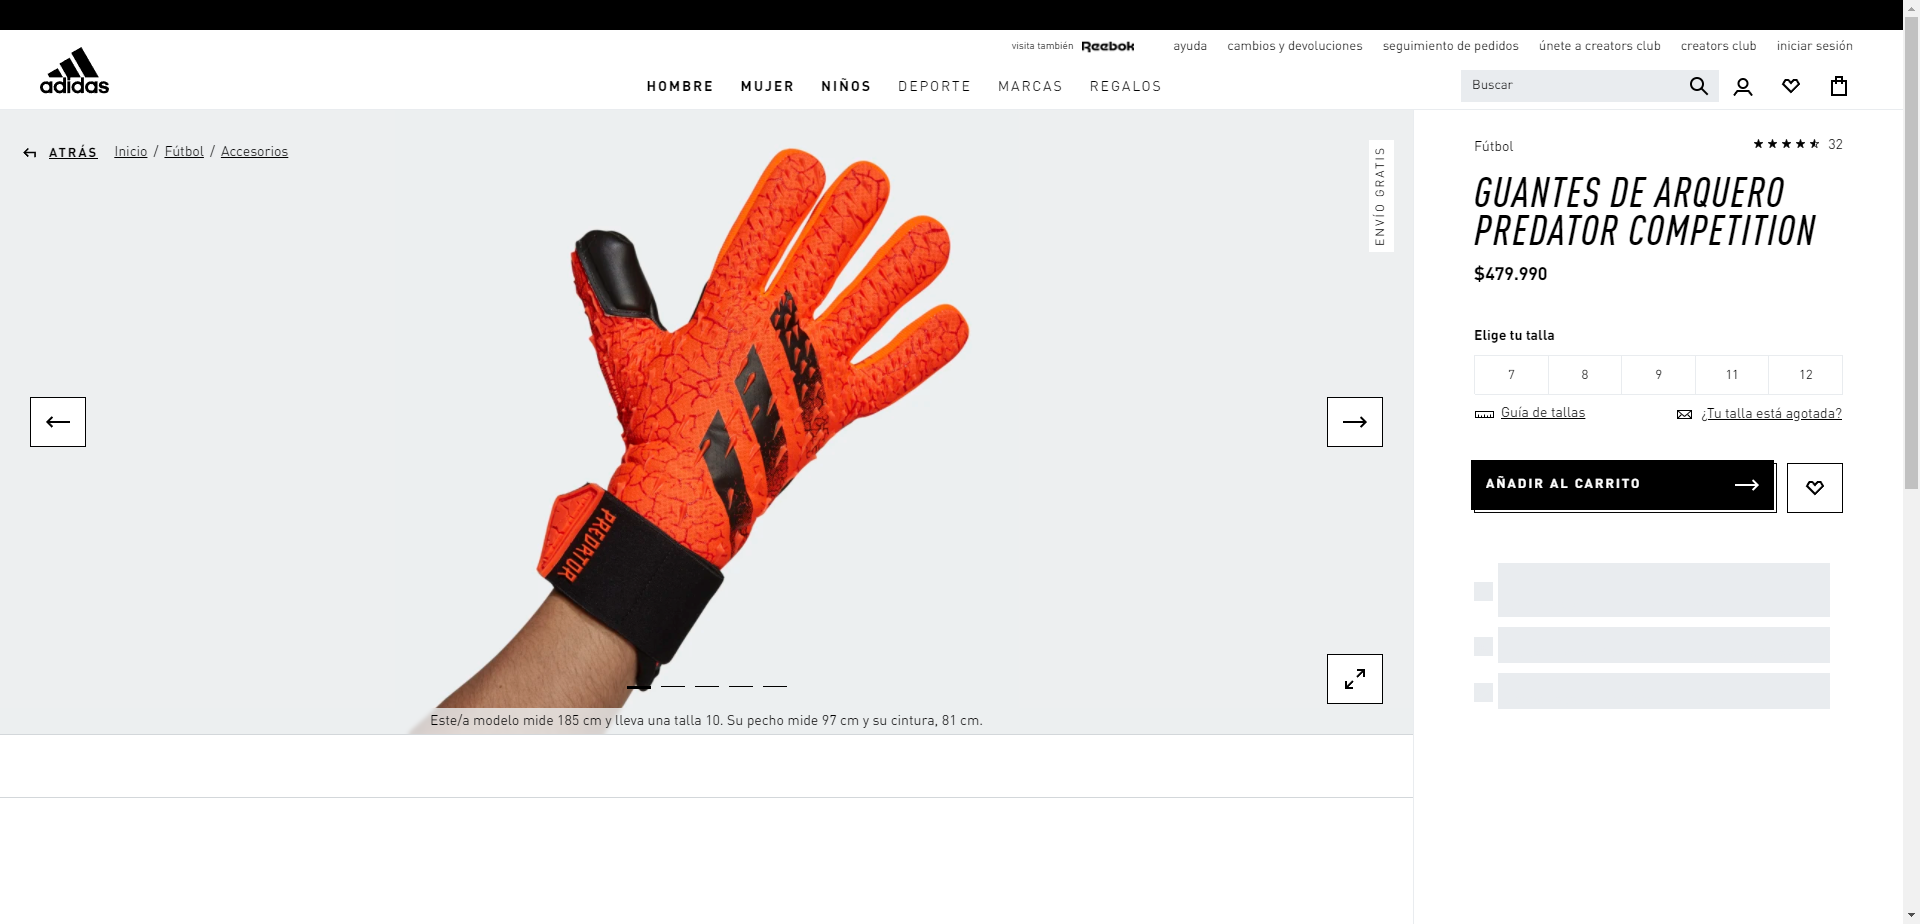 visita también Reebok
ayuda
cambios y devoluciones
seguimiento de pedidos
únete a creators club
creators club
iniciar sesión
adidas
HOMBRE
MUJER
NIÑOS
DEPORTE
MARCAS
REGALOS
Buscar
ATRÁS
Inicio / Fútbol / Accesorios
ENVÍO GRATIS
PREDATOR
Este/a modelo mide 185 cm y lleva una talla 10. Su pecho mide 97 cm y su cintura, 81 cm.
Fútbol
32
GUANTES DE ARQUERO
PREDATOR COMPETITION
$479.990
Elige tu talla
7
8
9
11
12
Guía de tallas
¿Tu talla está agotada?
AÑADIR AL CARRITO